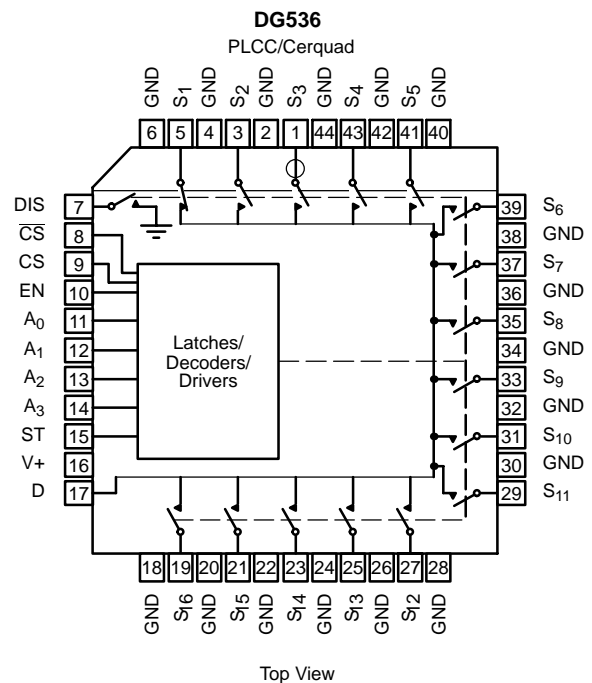 DG536
PLCC/Cerquad
GND S1 GND S2 GND S3 GND S4 GND S5 GND
6 5 4 3 2 1 44 43 42 41 40
DIS 7
CS 8
CS 9
EN 10
A0 11
A1 12
A2 13
A3 14
ST 15
V+ 16
D 17
Latches/
Decoders/
Drivers
39 S6
38 GND
37 S7
36 GND
35 S8
34 GND
33 S9
32 GND
31 S10
30 GND
29 S11
18 19 20 21 22 23 24 25 26 27 28
GND S16 GND S15 GND S14 GND S13 GND S12 GND
Top View